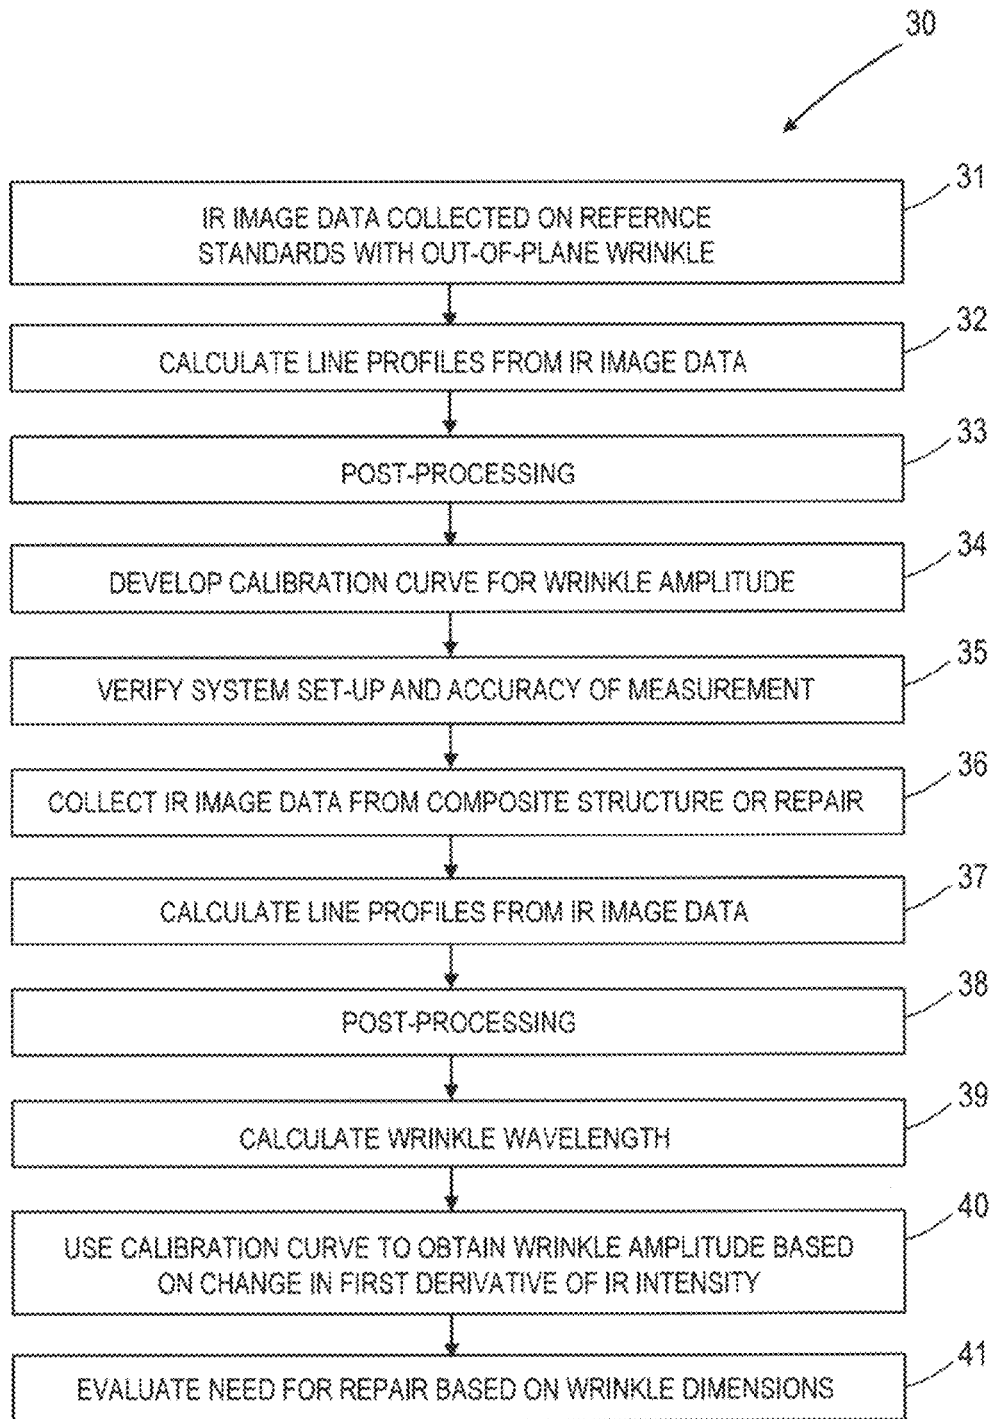 30
31
IR IMAGE DATA COLLECTED ON REFERNCE
STANDARDS WITH OUT-OF-PLANE WRINKLE
32
CALCULATE LINE PROFILES FROM IR IMAGE DATA
33
POST-PROCESSING
34
DEVELOP CALIBRATION CURVE FOR WRINKLE AMPLITUDE
35
VERIFY SYSTEM SET-UP AND ACCURACY OF MEASUREMENT
36
COLLECT IR IMAGE DATA FROM COMPOSITE STRUCTURE OR REPAIR
37
CALCULATE LINE PROFILES FROM IR IMAGE DATA
38
POST-PROCESSING
39
CALCULATE WRINKLE WAVELENGTH
40
USE CALIBRATION CURVE TO OBTAIN WRINKLE AMPLITUDE BASED
ON CHANGE IN FIRST DERIVATIVE OF IR INTENSITY
41
EVALUATE NEED FOR REPAIR BASED ON WRINKLE DIMENSIONS